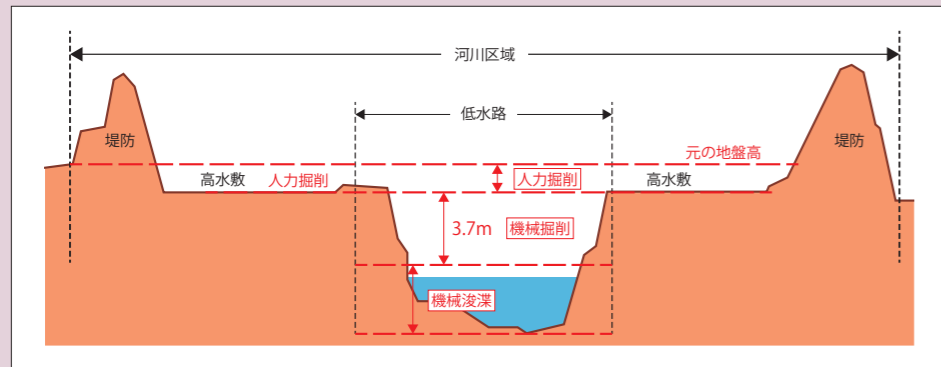 河川区域
低水路
堤防
堤防
元の地盤高
高水敷
人力掘削
人力掘削
高水敷
3.7m
機械掘削
機械浚渫